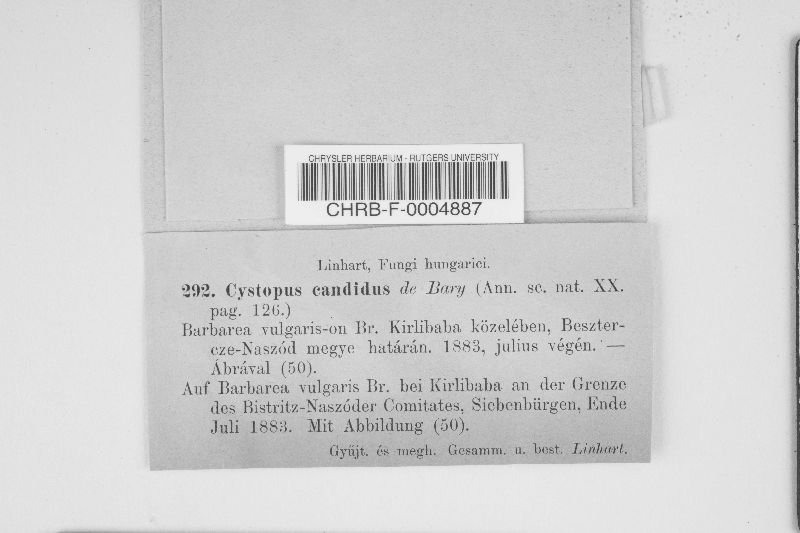 CHRYSLER HERBARIUM - RUTGERS UNIVERSITY
CHRB-F-0004887
Linhart, Fungi hungarici.
292. Cystopus candidus de Bary (Ann. sc. nat. XX.
pag. 126.)
Barbarea vulgaris-on Br. Kirlibaba közelében, Beszter-
cze-Naszód megye határán. 1883, julius végén. —
Ábrával (50).
Auf Barbarea vulgaris Br. bei Kirlibaba an der Grenze
des Bistritz-Naszóder Comitates, Siebenbürgen, Ende
Juli 1883. Mit Abbildung (50).
Gyüjt. és megh. Gesamm. u. best. Linhart.